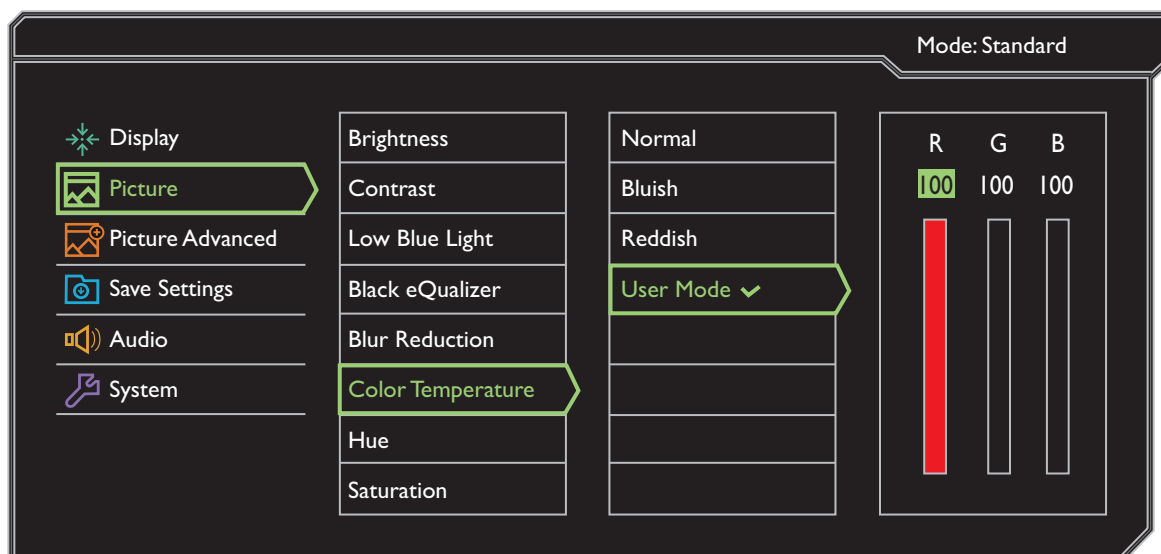 Mode: Standard
Display
Picture
Picture Advanced
Save Settings
Audio
System
Brightness
Contrast
Low Blue Light
Black eQualizer
Blur Reduction
Color Temperature
Hue
Saturation
Normal
Bluish
Reddish
User Mode
R G B
100 100 100